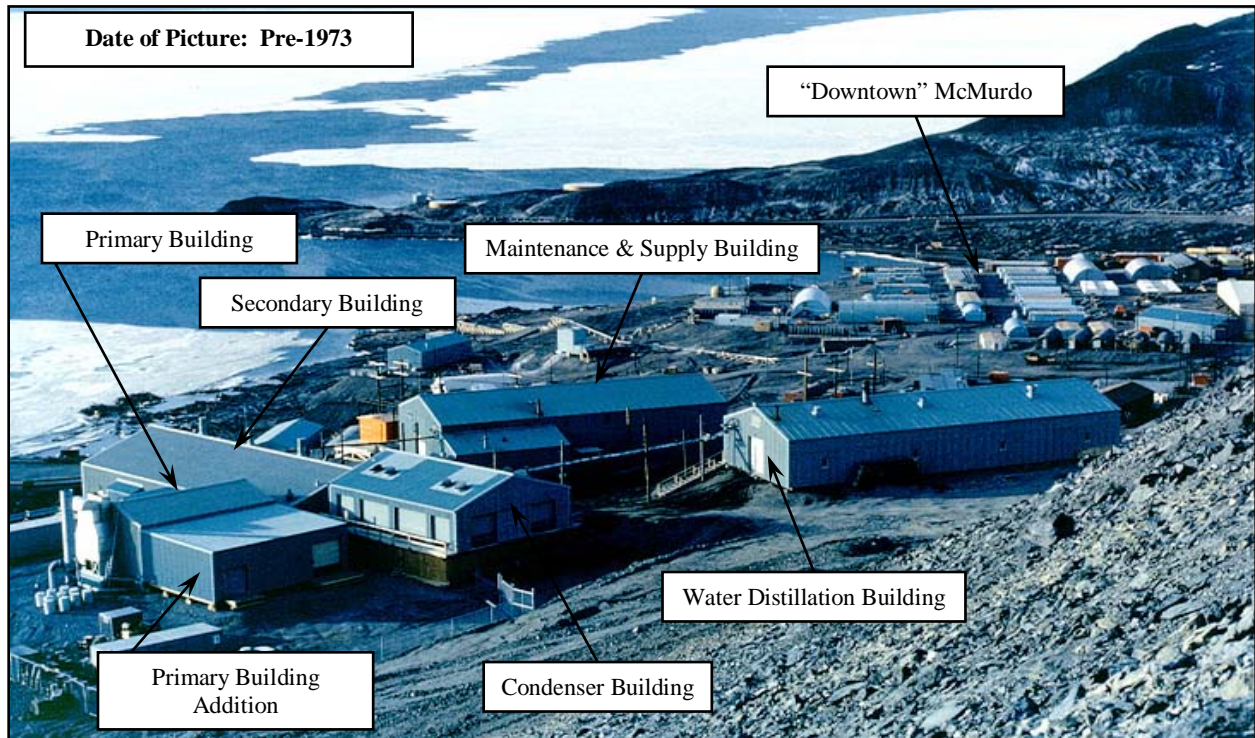 Date of Picture: Pre-1973
“Downtown” McMurdo
Primary Building
Maintenance & Supply Building
Secondary Building
Water Distillation Building
Primary Building
Addition
Condenser Building